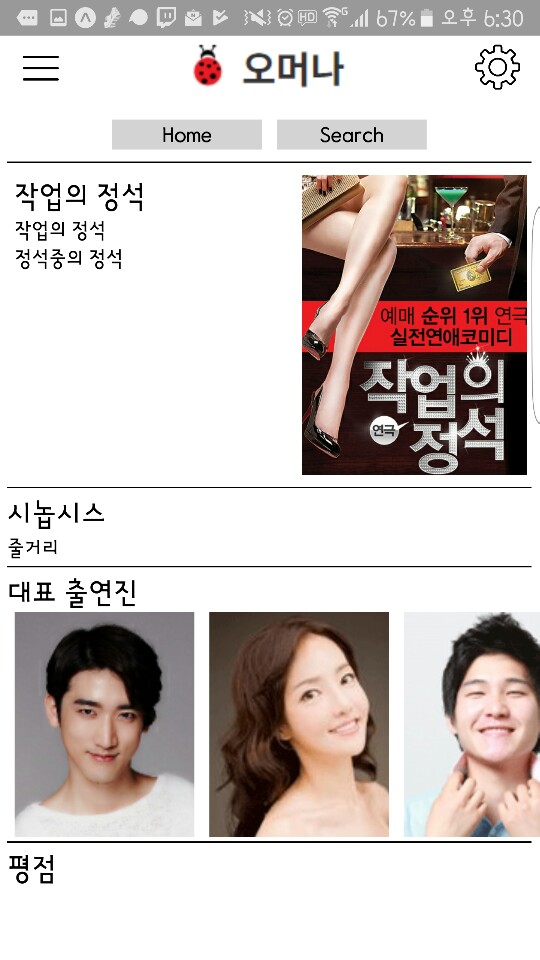 67% 오후 6:30
오머나
Home Search
작업의 정석
작업의 정석
정석중의 정석
예매 순위 1위 연극
실전연애코미디
작업의
연극 정석
시놉시스
줄거리
대표 출연진
평점